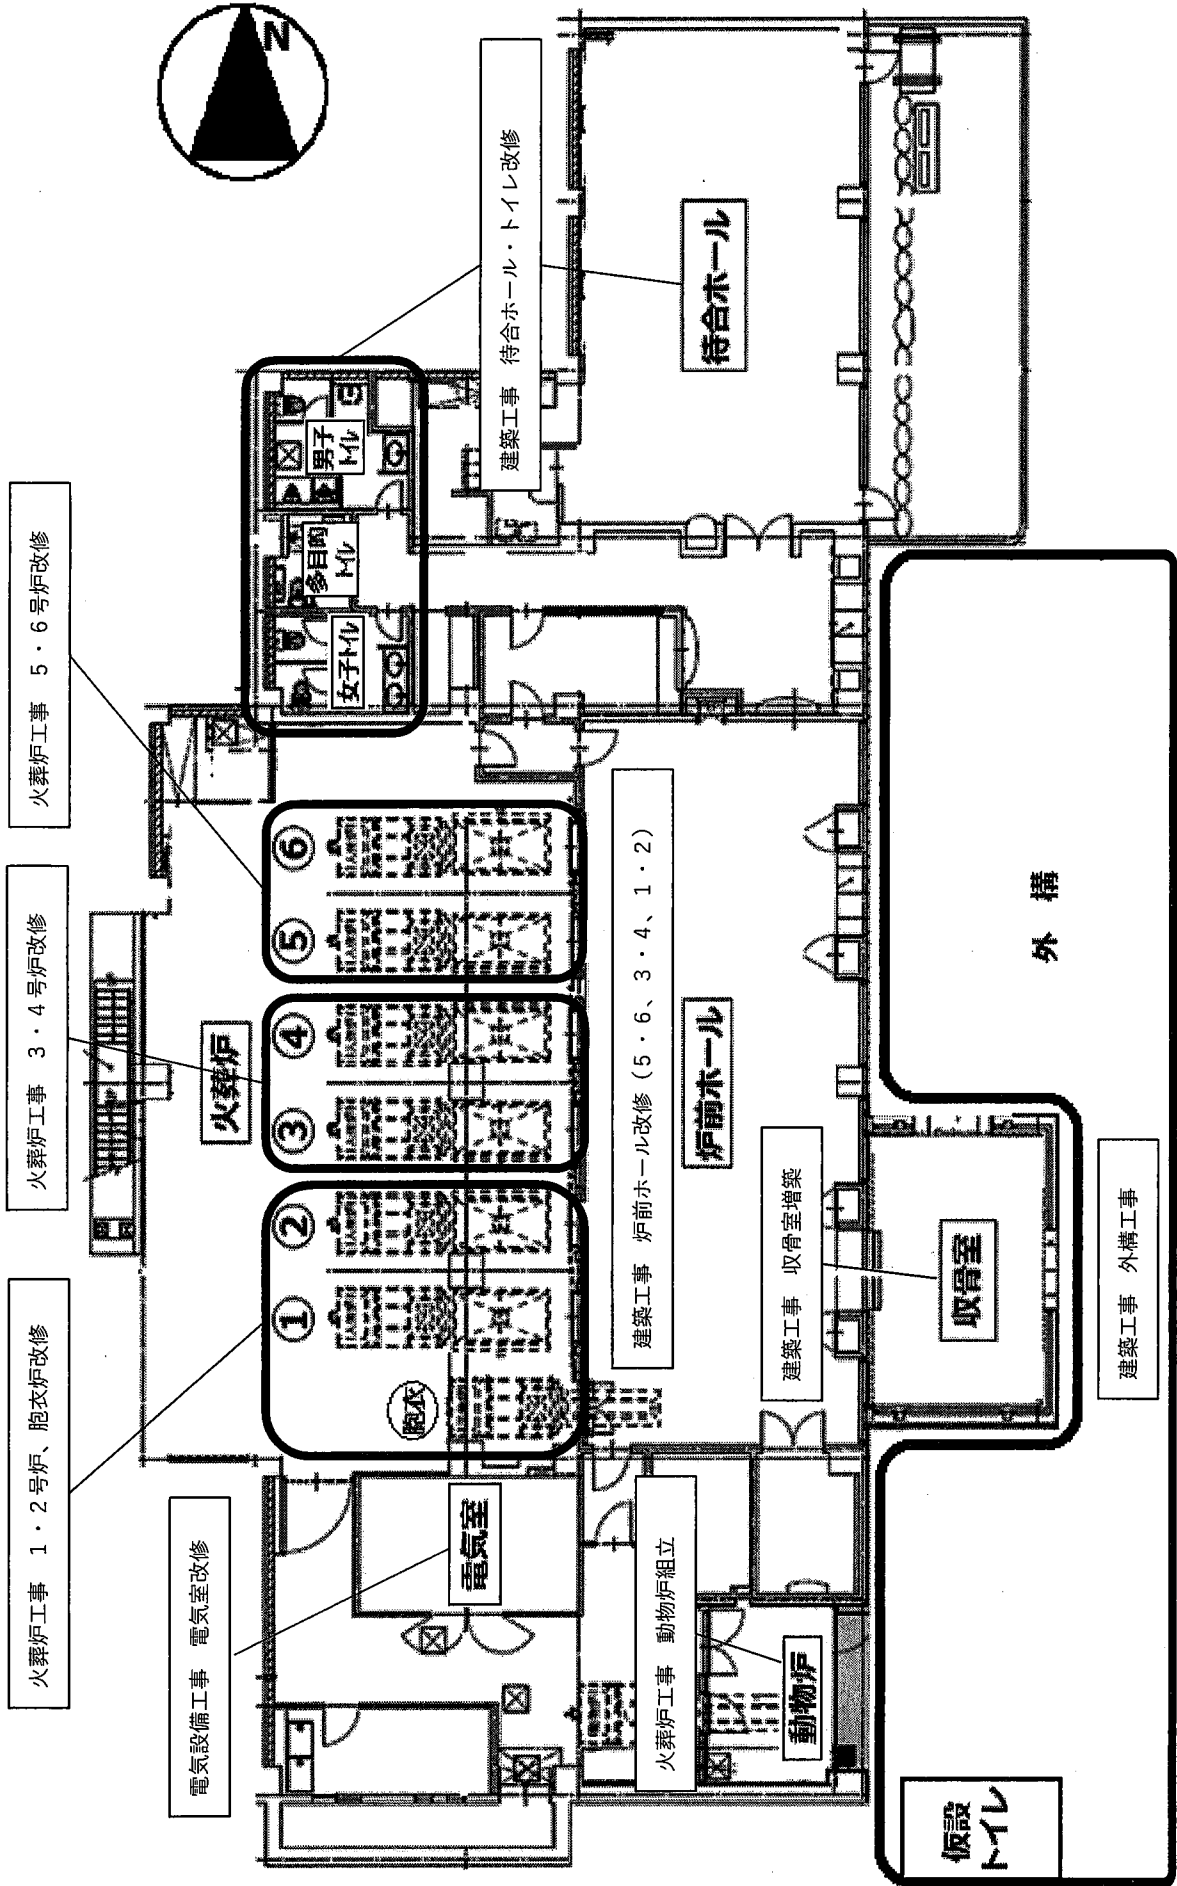 火葬炉工事　1・2号炉、胞衣炉改修
火葬炉工事　3・4号炉改修
火葬炉工事　5・6号炉改修
電気設備工事　電気室改修
N
火葬炉
胞衣
①
②
③
④
⑤
⑥
女子トイレ
多目的
トイレ
男子
トイレ
電気室
建築工事　待合ホール・トイレ改修
建築工事　炉前ホール改修（5・6、3・4、1・2）
火葬炉工事　動物炉組立
炉前ホール
待合ホール
建築工事　収骨室増築
動物炉
収骨室
外　構
仮設
トイレ
建築工事　外構工事